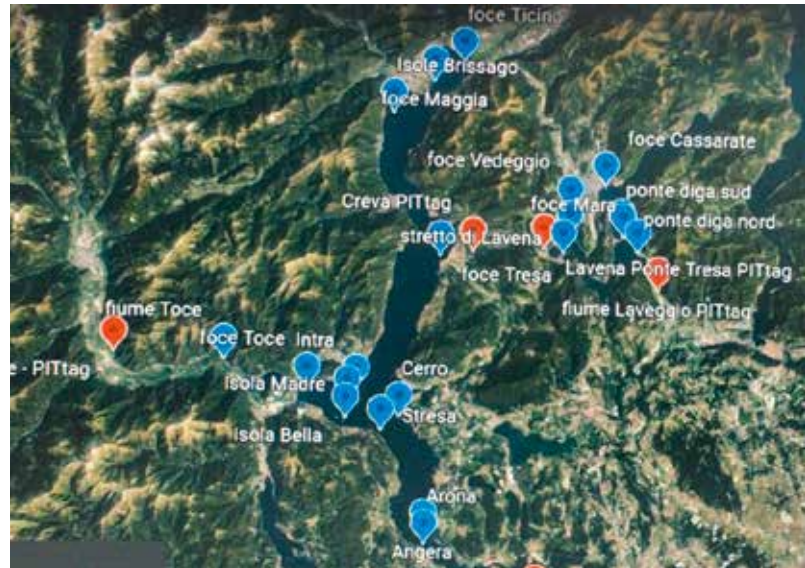 foce Ticino
Isole Brissago
foce Maggia
foce Cassarate
foce Vedeggio
ponte diga sud
Creva PITtag
foce Mara
ponte diga nord
stretto di Lavena
foce Tresa
Lavena Ponte Tresa PITtag
fiume Laveggio PITtag
fiume Toce
foce Toce
Intra
e - PITtag -
Cerro
Isola Madre
Stresa
Isola Bella
Arona
Angera